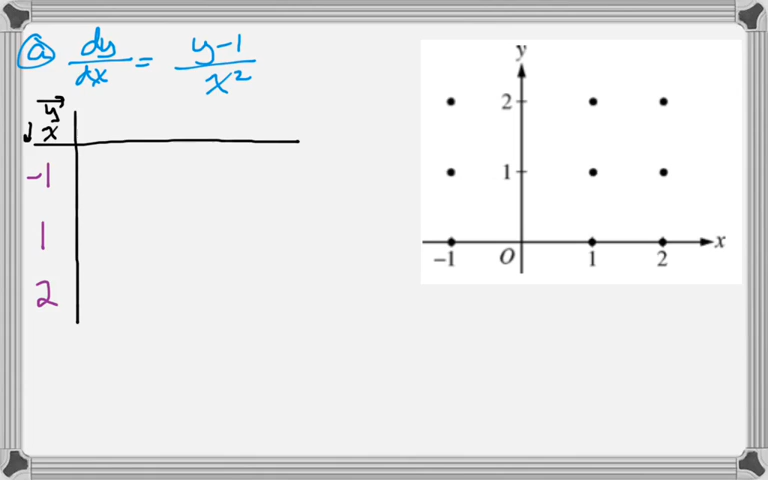 ⓐ dy/dx = y-1/x²
y
x
-1
1
2
y
2
1
-1 O 1 2 x